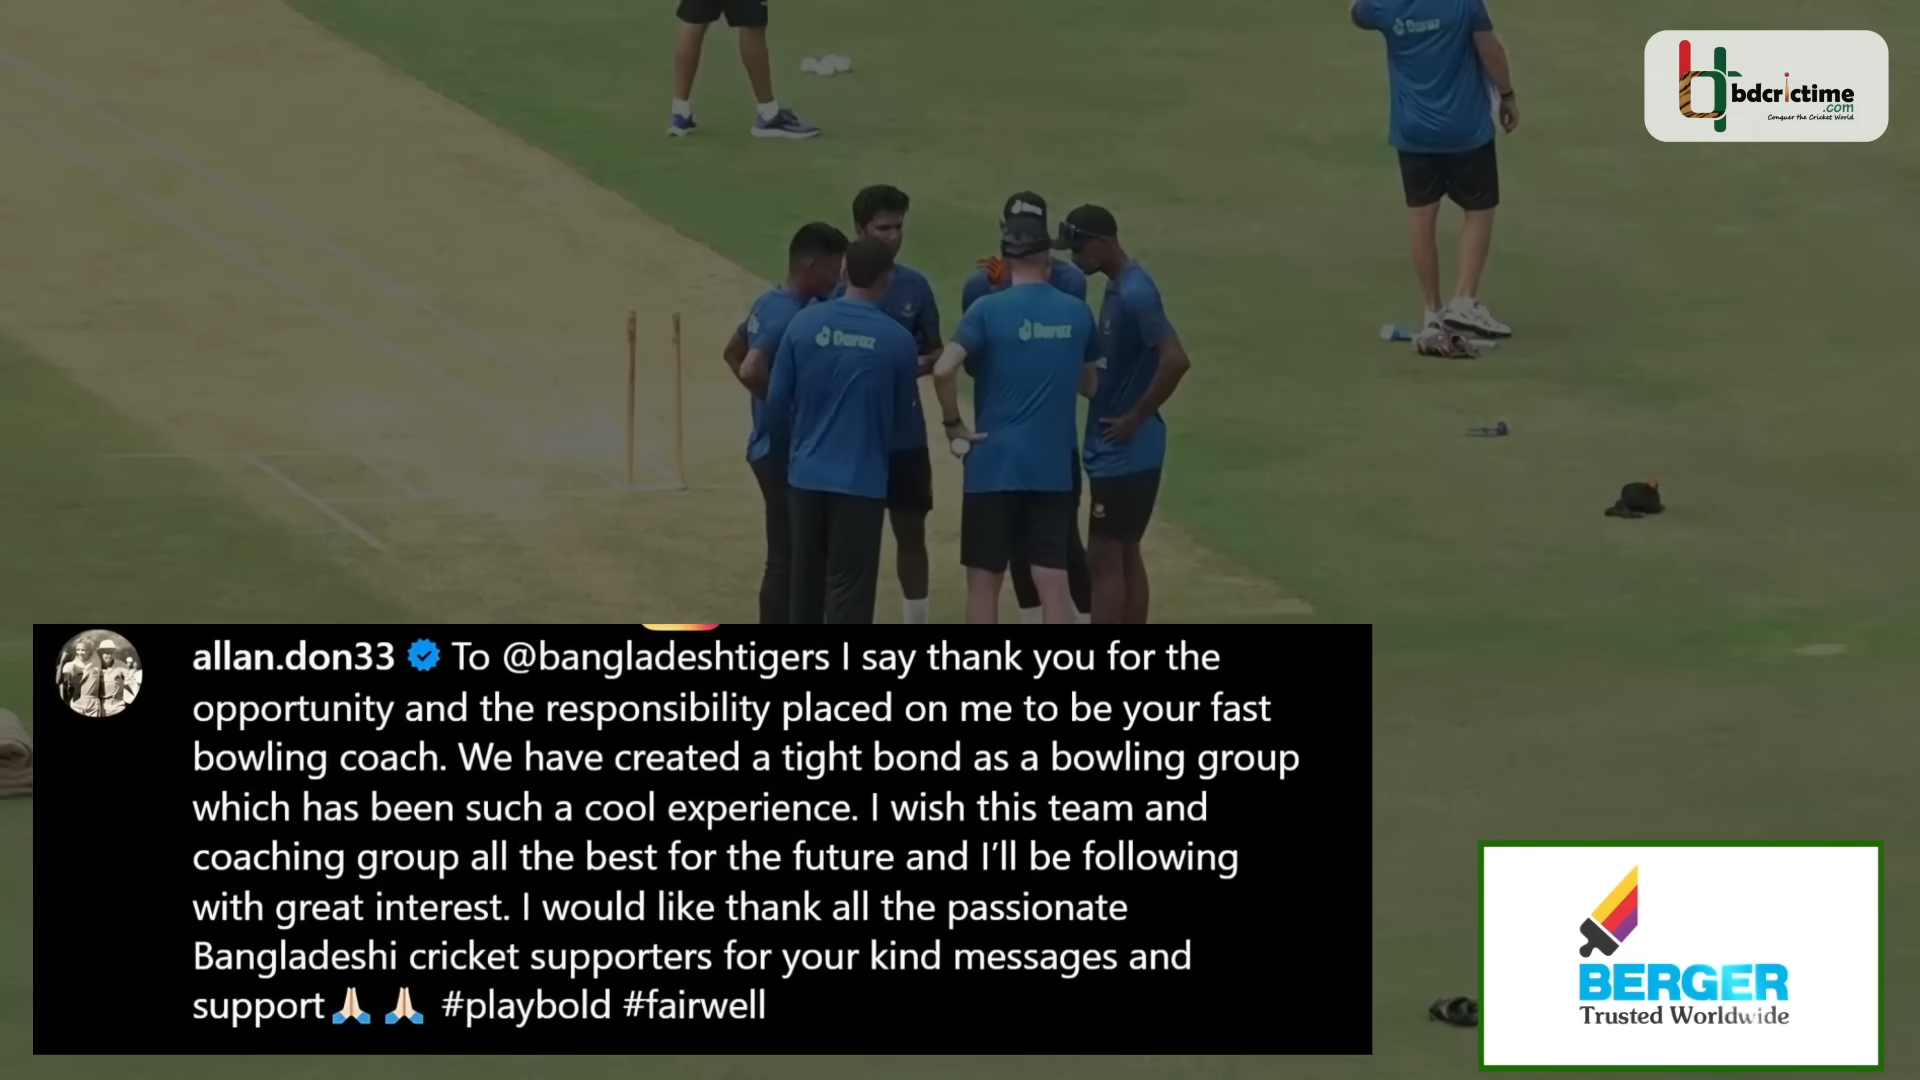 Daraz
bdcrictime
.com
Conquer the Cricket World
Daraz
Daraz
Daraz
allan.don33 To @bangladeshtigers I say thank you for the
opportunity and the responsibility placed on me to be your fast
bowling coach. We have created a tight bond as a bowling group
which has been such a cool experience. I wish this team and
coaching group all the best for the future and I’ll be following
with great interest. I would like thank all the passionate
Bangladeshi cricket supporters for your kind messages and
support🙏🏻 🙏🏻 #playbold #fairwell
BERGER
Trusted Worldwide